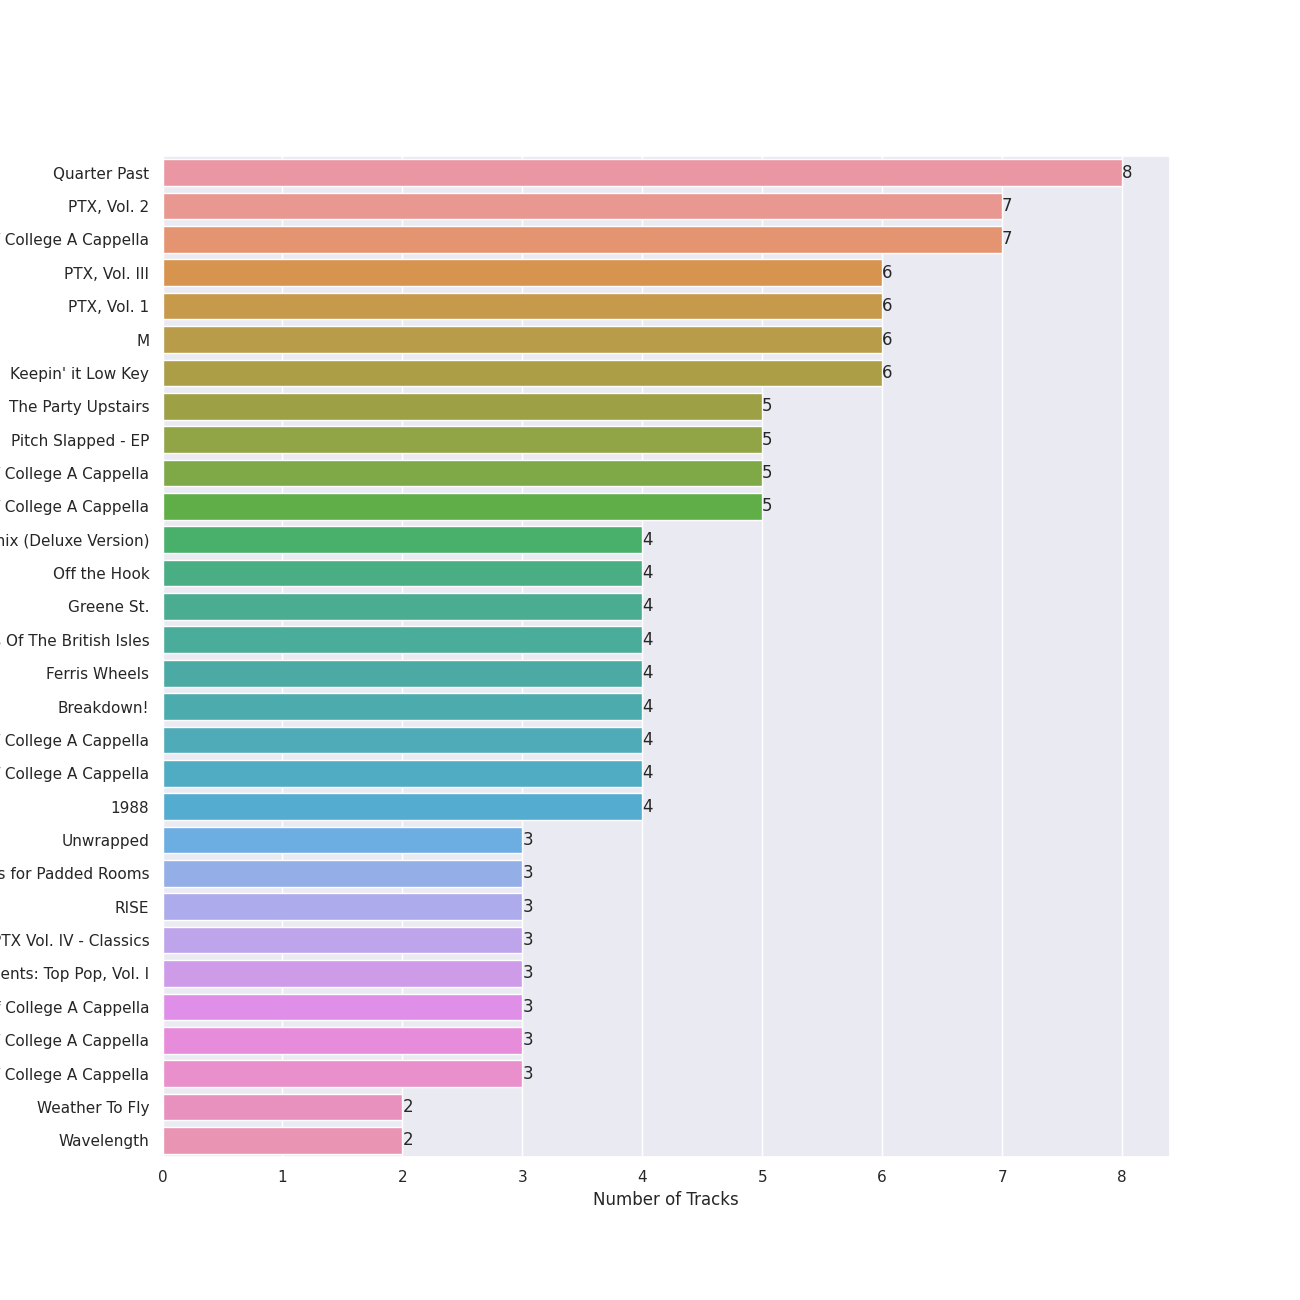 Quarter Past 8
PTX, Vol. 2 7
College A Cappella 7
PTX, Vol. III 6
PTX, Vol. 1 6
M 6
Keepin' it Low Key 6
The Party Upstairs 5
Pitch Slapped - EP 5
College A Cappella 5
College A Cappella 5
(Deluxe Version) 4
Off the Hook 4
Greene St. 4
Of The British Isles 4
Ferris Wheels 4
Breakdown! 4
College A Cappella 4
College A Cappella 4
1988 4
Unwrapped 3
for Padded Rooms 3
RISE 3
PTX Vol. IV - Classics 3
Top Pop, Vol. I 3
College A Cappella 3
College A Cappella 3
College A Cappella 3
Weather To Fly 2
Wavelength 2
0 1 2 3 4 5 6 7 8
Number of Tracks